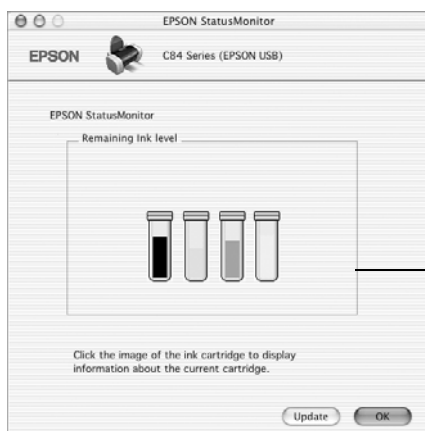 EPSON StatusMonitor
EPSON
C84 Series (EPSON USB)
EPSON StatusMonitor
Remaining Ink level
Click the image of the ink cartridge to display
information about the current cartridge.
Update
OK